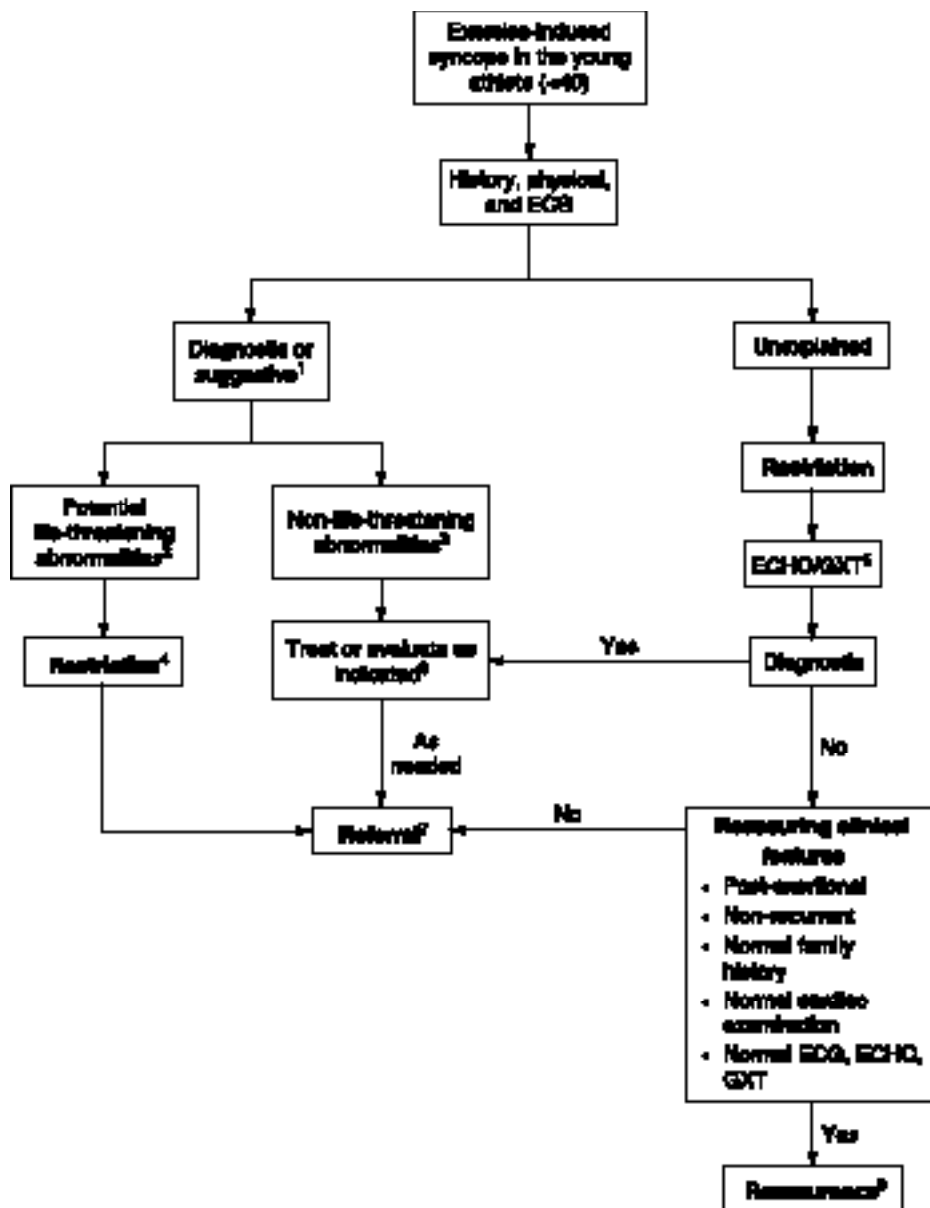 Exercise-induced
syncope in the young
athlete (<40)
History, physical,
and ECG
Diagnostic or
suggestive1
Unexplained
Potential
life-threatening
abnormalities2
Non-life-threatening
abnormalities3
Restriction
ECHO/GXT5
Restriction4
Treat or evaluate as
indicated6
Yes
Diagnostic
As
needed
No
Referral7
No
Reassuring clinical
features
• Post-exertional
• Non-recurrent
• Normal family
history
• Normal cardiac
examination
• Normal ECG, ECHO,
GXT
Yes
Reassurance